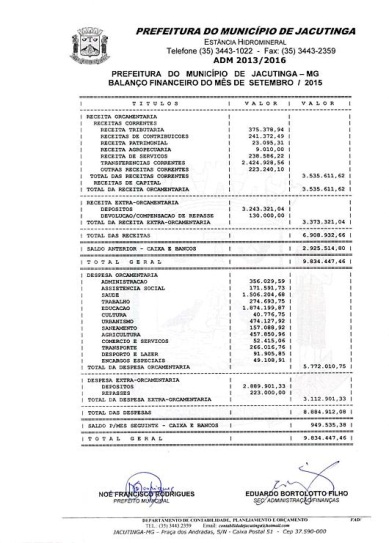 PREFEITURA DO MUNICÍPIO DE JACUTINGA
ESTÂNCIA HIDROMINERAL
Telefone (35) 3443-1022 - Fax: (35) 3443-2359
ADM 2013/2016
PREFEITURA DO MUNICÍPIO DE JACUTINGA – MG
BALANÇO FINANCEIRO DO MÊS DE SETEMBRO / 2015
| T I T U L O S | V A L O R | V A L O R |
RECEITA ORCAMENTARIA
RECEITAS CORRENTES
RECEITA TRIBUTARIA 375.378,94
RECEITAS DE CONTRIBUICOES 241.372,49
RECEITA PATRIMONIAL 23.095,31
RECEITA AGROPECUARIA 9.010,00
RECEITA DE SERVICOS 238.586,22
TRANSFERENCIAS CORRENTES 2.424.928,56
OUTRAS RECEITAS CORRENTES 223.240,10
TOTAL DAS RECEITAS CORRENTES 3.535.611,62
RECEITAS DE CAPITAL
TOTAL DA RECEITA ORCAMENTARIA 3.535.611,62
RECEITA EXTRA-ORCAMENTARIA
DEPOSITOS 3.243.321,04
DEVOLUCAO/COMPENSACAO DE REPASSE 130.000,00
TOTAL DA RECEITA EXTRA-ORCAMENTARIA 3.373.321,04
TOTAL DAS RECEITAS 6.908.932,66
SALDO ANTERIOR - CAIXA E BANCOS 2.925.514,80
T O T A L G E R A L 9.834.447,46
DESPESA ORCAMENTARIA
ADMINISTRACAO 356.029,59
ASSISTENCIA SOCIAL 171.591,73
SAUDE 1.506.204,68
TRABALHO 274.693,75
EDUCACAO 1.874.199,87
CULTURA 40.776,75
URBANISMO 474.127,92
SANEAMENTO 157.088,92
AGRICULTURA 457.850,96
COMERCIO E SERVICOS 52.415,06
TRANSPORTE 266.016,76
DESPORTO E LAZER 91.905,85
ENCARGOS ESPECIAIS 49.108,91
TOTAL DA DESPESA ORCAMENTARIA 5.772.010,75
DESPESA EXTRA-ORCAMENTARIA
DEPOSITOS 2.889.901,33
REPASSES 223.000,00
TOTAL DA DESPESA EXTRA-ORCAMENTARIA 3.112.901,33
TOTAL DAS DESPESAS 8.884.912,08
SALDO P/MES SEGUINTE - CAIXA E BANCOS 949.535,38
T O T A L G E R A L 9.834.447,46
NOÉ FRANCISCO RODRIGUES
PREFEITO MUNICIPAL
EDUARDO BORTOLOTTO FILHO
SEC. ADMINISTRAÇÃO/FINANÇAS
DEPARTAMENTO DE CONTABILIDADE, PLANEJAMENTO E ORÇAMENTO
(35) 3443 2359
JACUTINGA-MG – Praça dos Andradas, S/N - Caixa Postal 51 - Cep 37.590-000